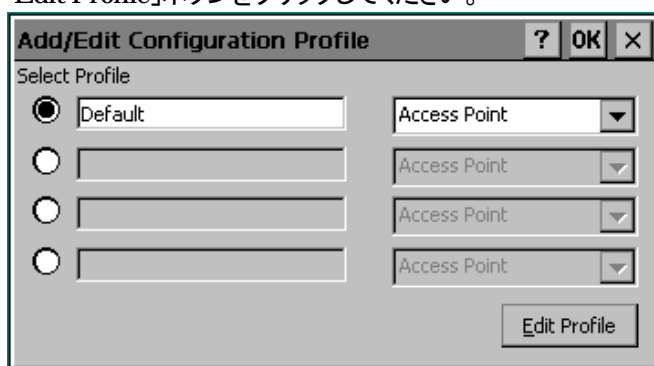 Edit Profile」ボタンをクリックしてください。
Add/Edit Configuration Profile ? OK ×
Select Profile
Default Access Point
Access Point
Access Point
Access Point
Edit Profile